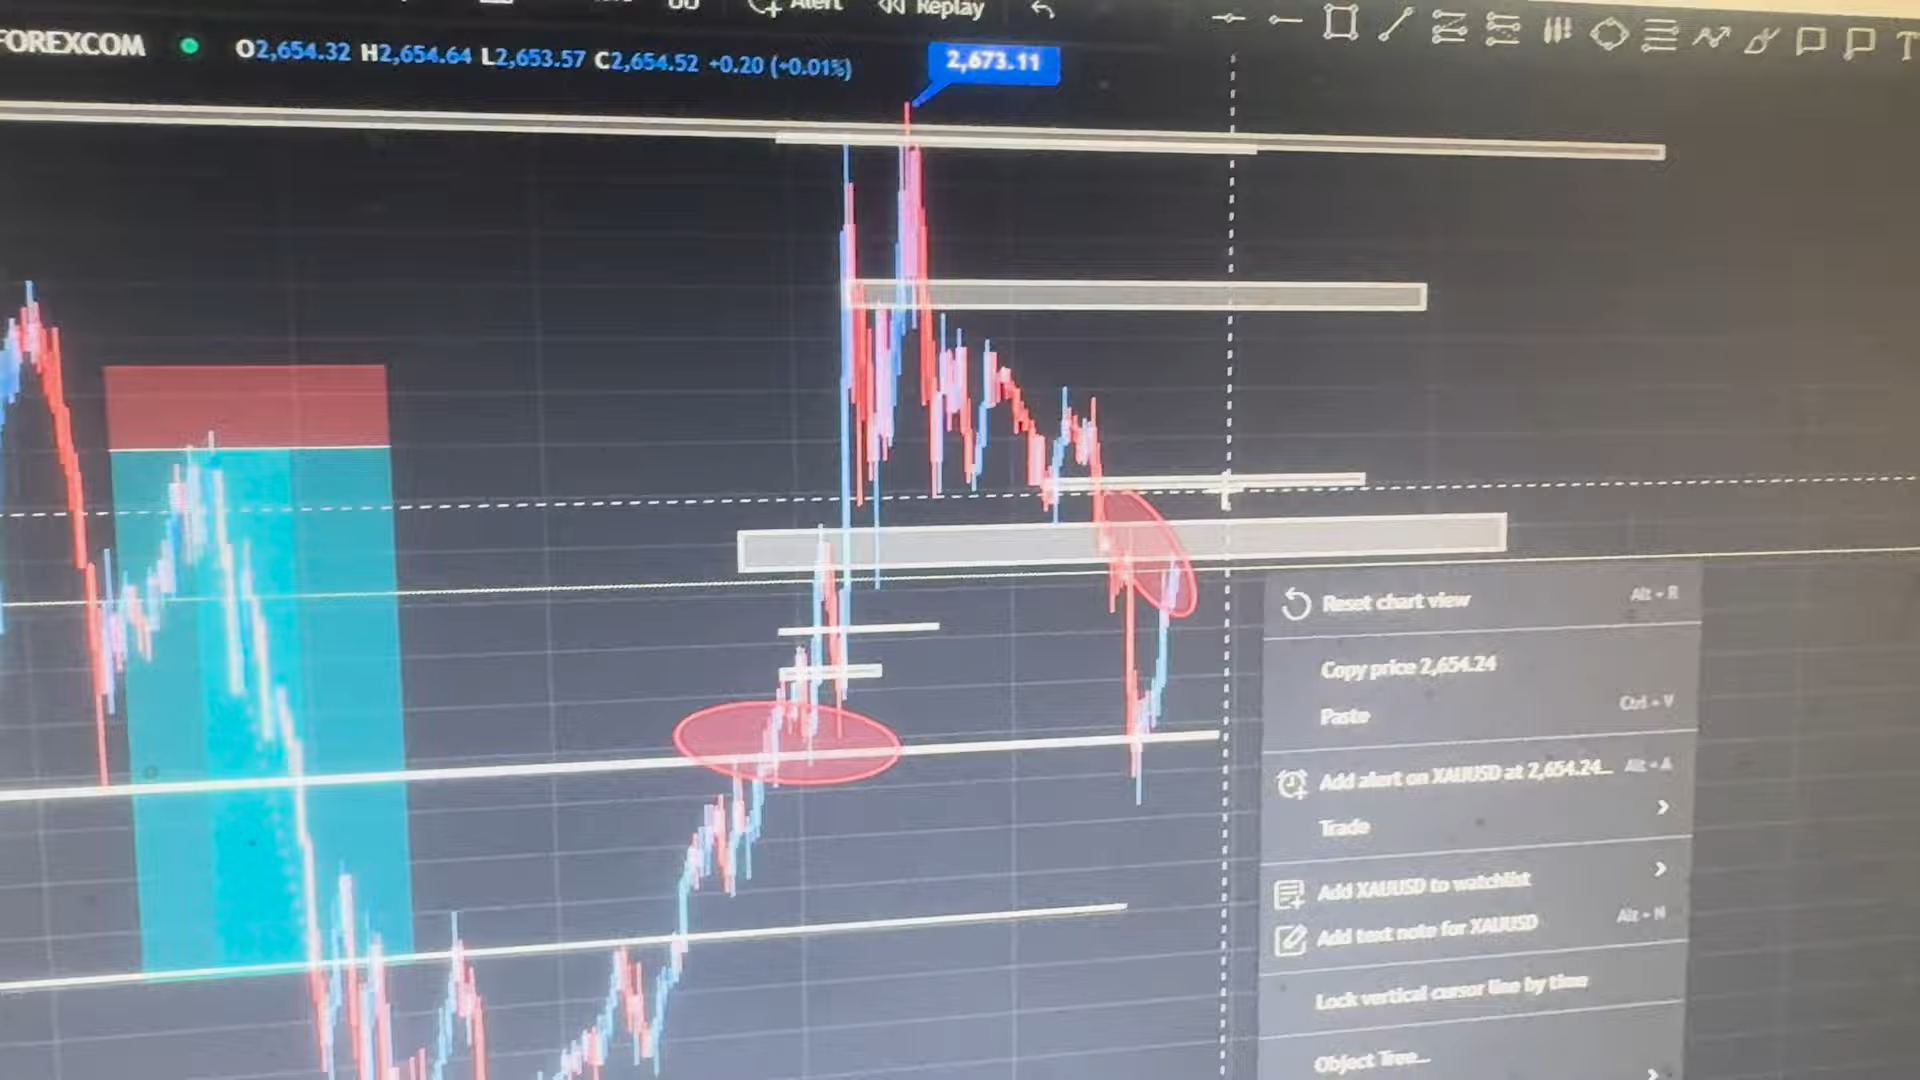 Alert
Replay
FOREXCOM
O2,654.32 H2,654.64 L2,653.57 C2,654.52 +0.20 (+0.01%)
2,673.11
Reset chart view Alt + R
Copy price 2,654.24
Paste Ctrl + V
Add alert on XAUUSD at 2,654.24... Alt + A
Trade
Add XAUUSD to watchlist
Add text note for XAUUSD Alt + N
Lock vertical cursor line by time
Object Tree...